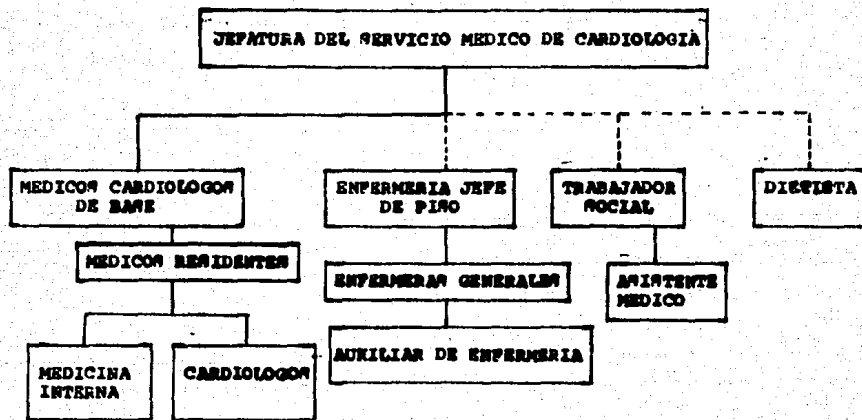 JEFATURA DEL SERVICIO MEDICO DE CARDIOLOGIÀ
MEDICOS CARDIOLOGOS
DE BASE
ENFERMERIA JEFE
DE PISO
TRABAJADOR
SOCIAL
DIETISTA
MEDICOS RESIDENTES
ENFERMERAS GENERALES
ASISTENTE
MEDICO
MEDICINA
INTERNA
CARDIOLOGOS
AUXILIAR DE ENFERMERIA